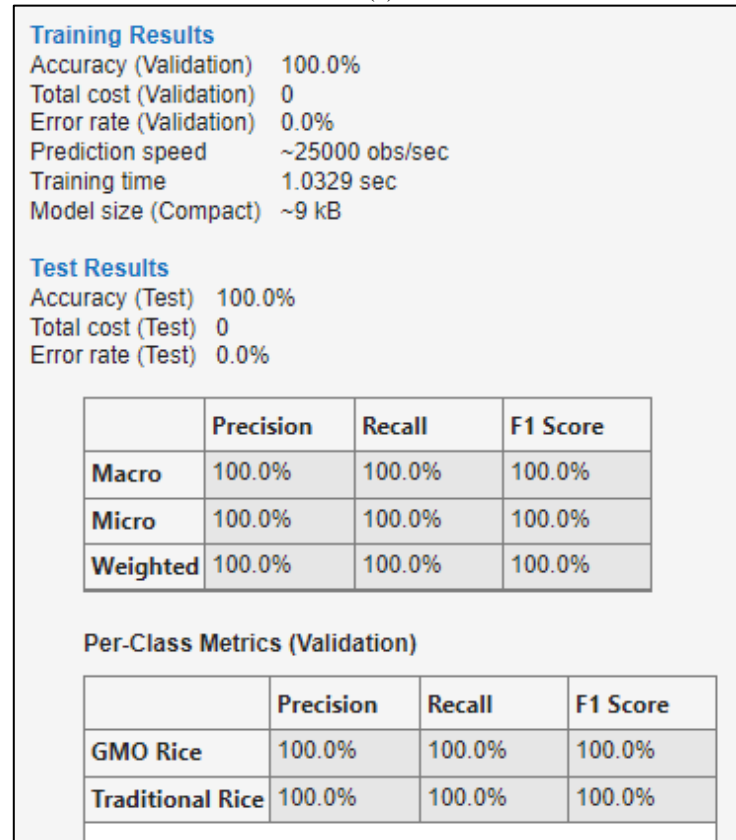 Training Results
Accuracy (Validation) 100.0%
Total cost (Validation) 0
Error rate (Validation) 0.0%
Prediction speed ~25000 obs/sec
Training time 1.0329 sec
Model size (Compact) ~9 kB
Test Results
Accuracy (Test) 100.0%
Total cost (Test) 0
Error rate (Test) 0.0%
Precision Recall F1 Score
Macro 100.0% 100.0% 100.0%
Micro 100.0% 100.0% 100.0%
Weighted 100.0% 100.0% 100.0%
Per-Class Metrics (Validation)
Precision Recall F1 Score
GMO Rice 100.0% 100.0% 100.0%
Traditional Rice 100.0% 100.0% 100.0%